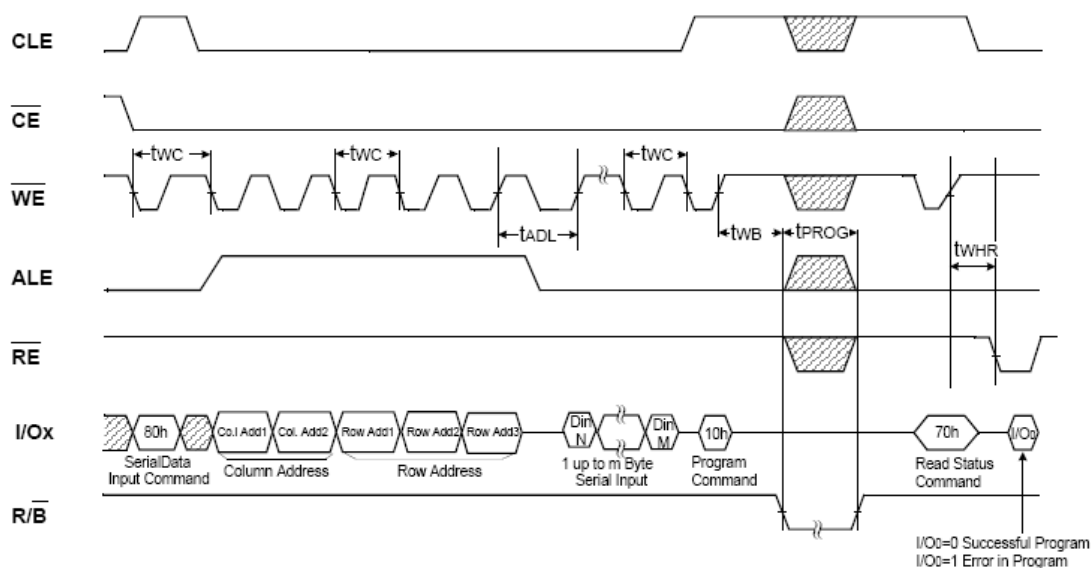 CLE
CE
tWC
tWC
tWC
WE
tADL
tWB
tPROG
tWHR
ALE
RE
I/Ox
80h
Co.l Add1
Col. Add2
Row Add1
Row Add2
Row Add3
Din
N
Din
M
10h
70h
I/O0
SerialData
Input Command
Column Address
Row Address
1 up to m Byte
Serial Input
Program
Command
Read Status
Command
R/B
I/O0=0 Successful Program
I/O0=1 Error in Program